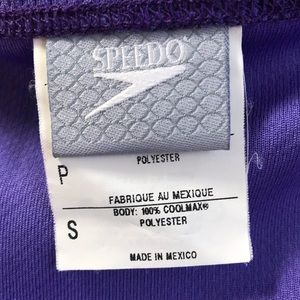 SPEEDO
POLYESTER
P
FABRIQUE AU MEXIQUE
BODY: 100% COOLMAX®
S
POLYESTER
MADE IN MEXICO